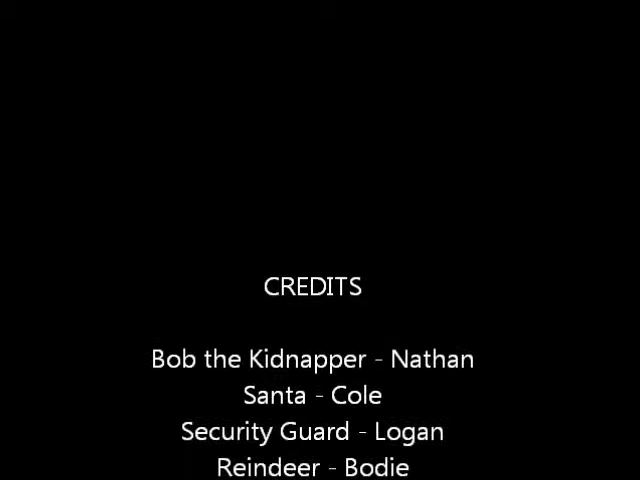 CREDITS
Bob the Kidnapper - Nathan
Santa - Cole
Security Guard - Logan
Reindeer - Bodie